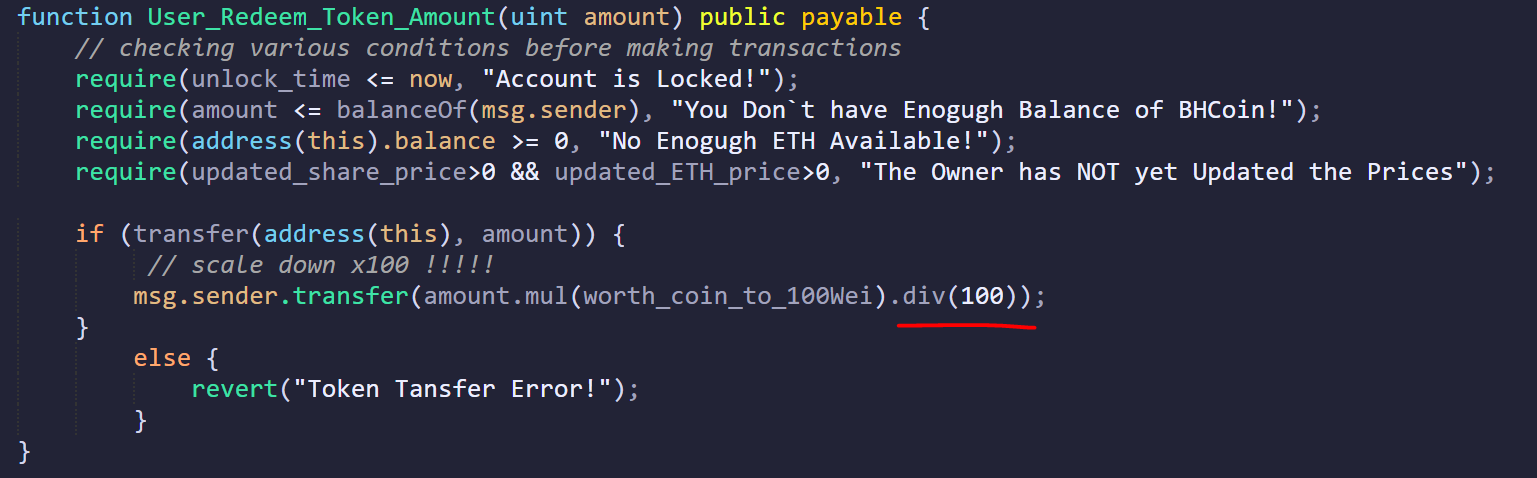 function User_Redeem_Token_Amount(uint amount) public payable {
// checking various conditions before making transactions
require(unlock_time <= now, "Account is Locked!");
require(amount <= balanceOf(msg.sender), "You Don`t have Enogugh Balance of BHCoin!");
require(address(this).balance >= 0, "No Enogugh ETH Available!");
require(updated_share_price>0 && updated_ETH_price>0, "The Owner has NOT yet Updated the Prices");
if (transfer(address(this), amount)) {
// scale down x100 !!!!!
msg.sender.transfer(amount.mul(worth_coin_to_100Wei).div(100));
}
else {
revert("Token Tansfer Error!");
}
}